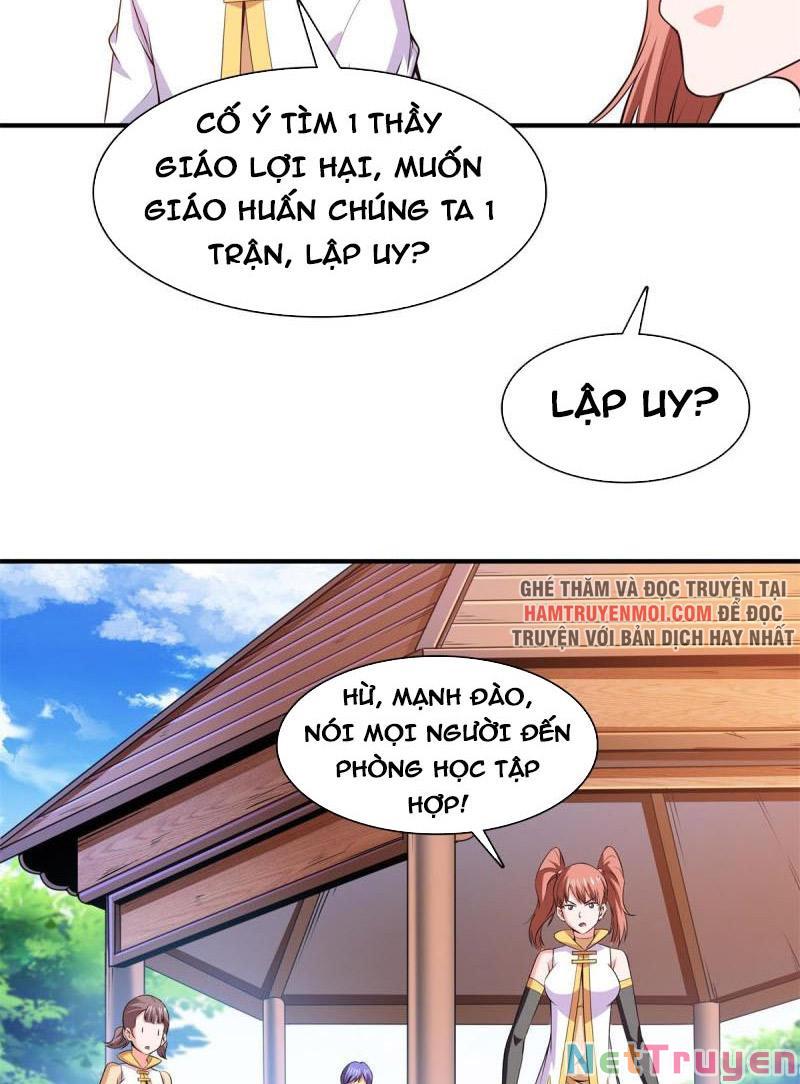 CỐ Ý TÌM 1 THẦY
GIÁO LỢI HẠI, MUỐN
GIÁO HUẤN CHÚNG TA 1
TRẬN, LẬP UY?
LẬP UY?
GHÉ THĂM VÀ ĐỌC TRUYỆN TẠI
HAMTRUYENMOI.COM ĐỂ ĐỌC
TRUYỆN VỚI BẢN DỊCH HAY NHẤT
HỪ, MẠNH ĐÀO,
NÓI MỌI NGƯỜI ĐẾN
PHÒNG HỌC TẬP
HỢP!
NetTruyen